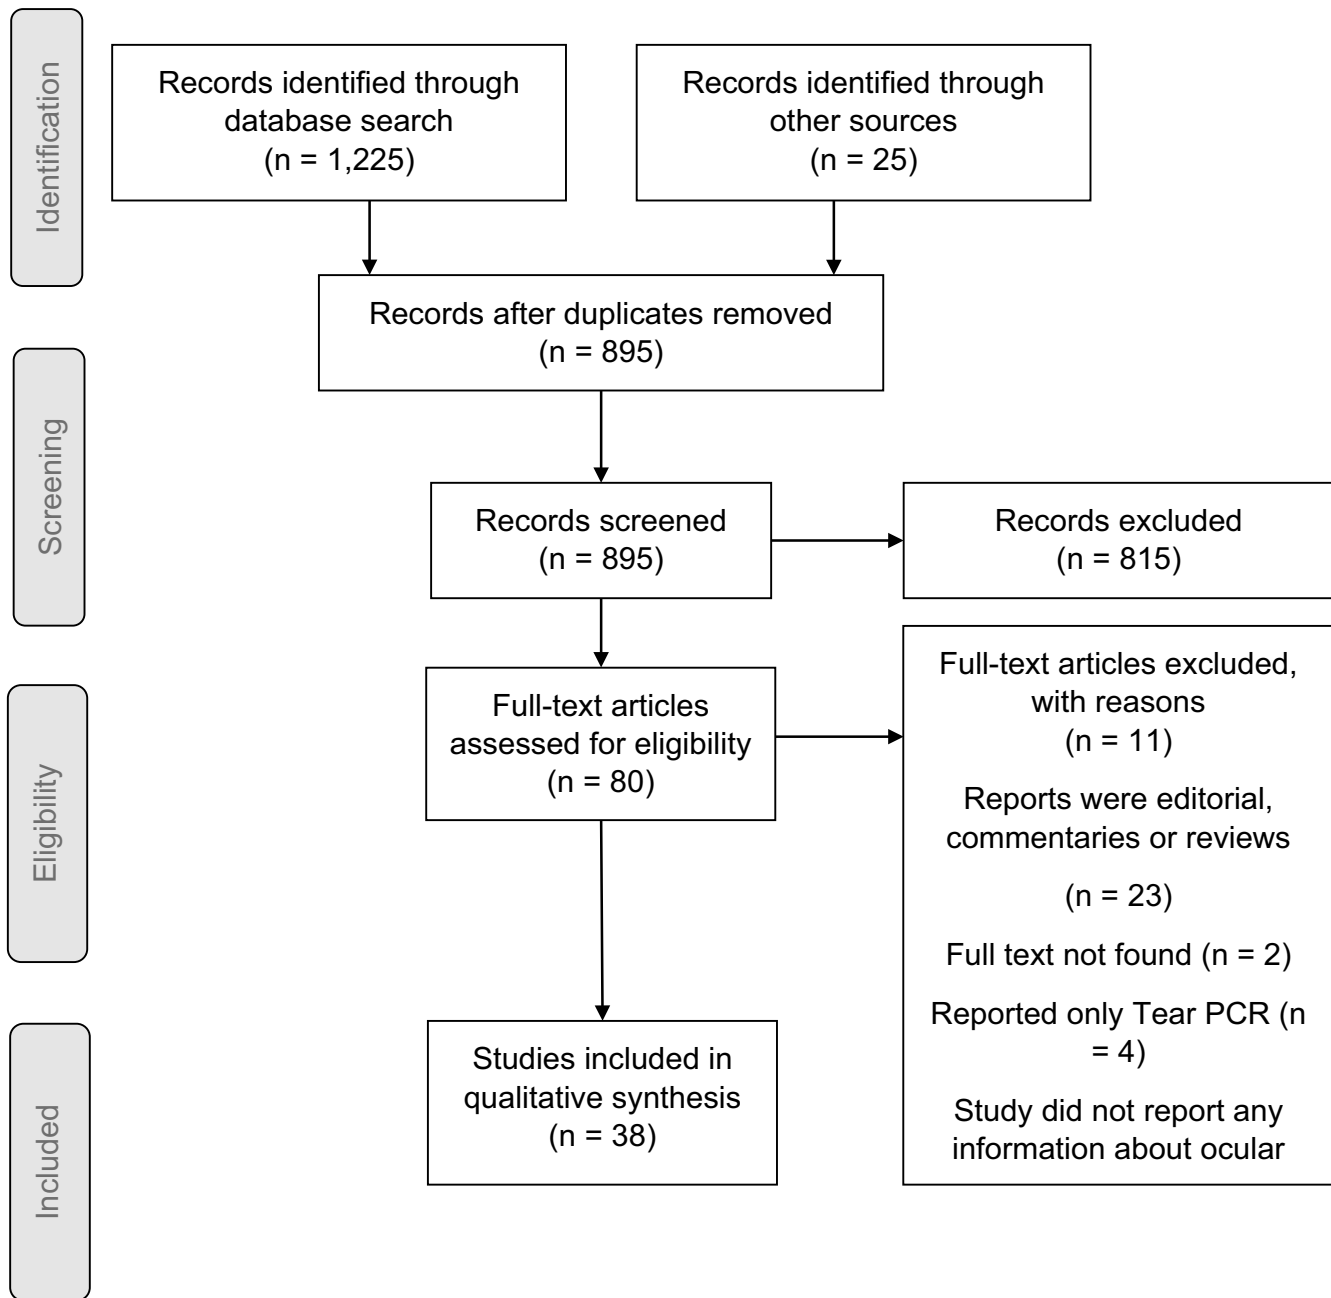 Identification
Records identified through
database search
(n = 1,225)
Records identified through
other sources
(n = 25)
Records after duplicates removed
(n = 895)
Screening
Records screened
(n = 895)
Records excluded
(n = 815)
Eligibility
Full-text articles
assessed for eligibility
(n = 80)
Full-text articles excluded,
with reasons
(n = 11)
Reports were editorial,
commentaries or reviews
(n = 23)
Full text not found (n = 2)
Reported only Tear PCR (n
= 4)
Study did not report any
information about ocular
Included
Studies included in
qualitative synthesis
(n = 38)